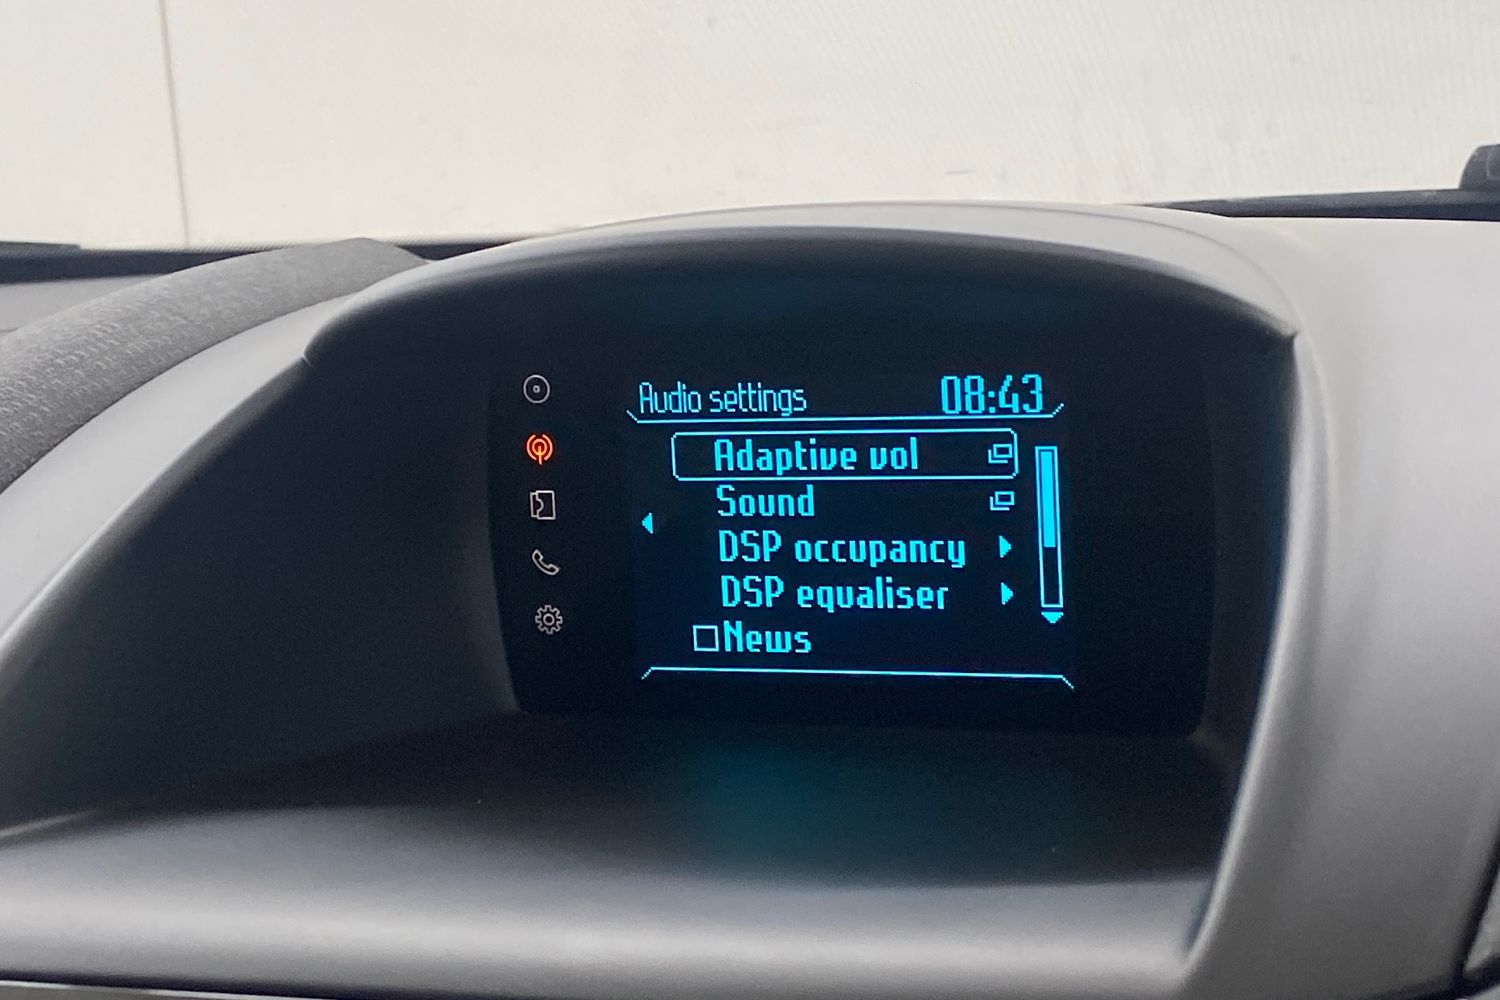 Audio settings 08:43
Adaptive vol
Sound
DSP occupancy
DSP equaliser
News